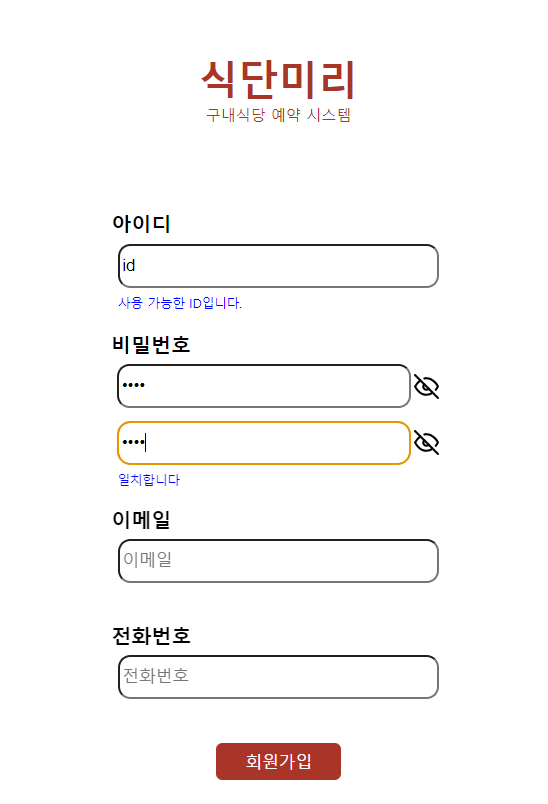 식단미리
구내식당 예약 시스템
아이디
id
사용 가능한 ID입니다.
비밀번호
••••
••••
일치합니다
이메일
이메일
전화번호
전화번호
회원가입